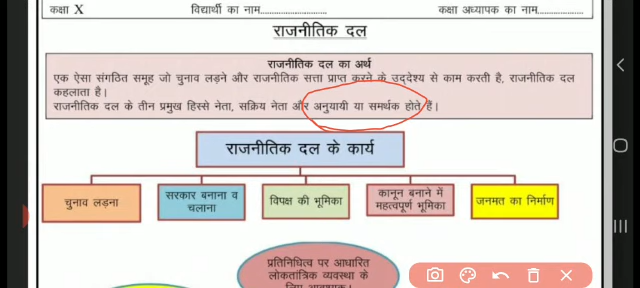 कक्षा X विद्यार्थी का नाम............................ कक्षा अध्यापक का नाम...................
राजनीतिक दल
राजनीतिक दल का अर्थ
एक ऐसा संगठित समूह जो चुनाव लड़ने और राजनीतिक सत्ता प्राप्त करने के उद्देश्य से काम करती है, राजनीतिक दल
कहलाता है।
राजनीतिक दल के तीन प्रमुख हिस्से नेता, सक्रिय नेता और अनुयायी या समर्थक होते हैं।
राजनीतिक दल के कार्य
चुनाव लड़ना
सरकार बनाना व
चलाना
विपक्ष की भूमिका
कानून बनाने में
महत्वपूर्ण भूमिका
जनमत का निर्माण
प्रतिनिधित्व पर आधारित
लोकतांत्रिक व्यवस्था के
लिए आवश्यक।